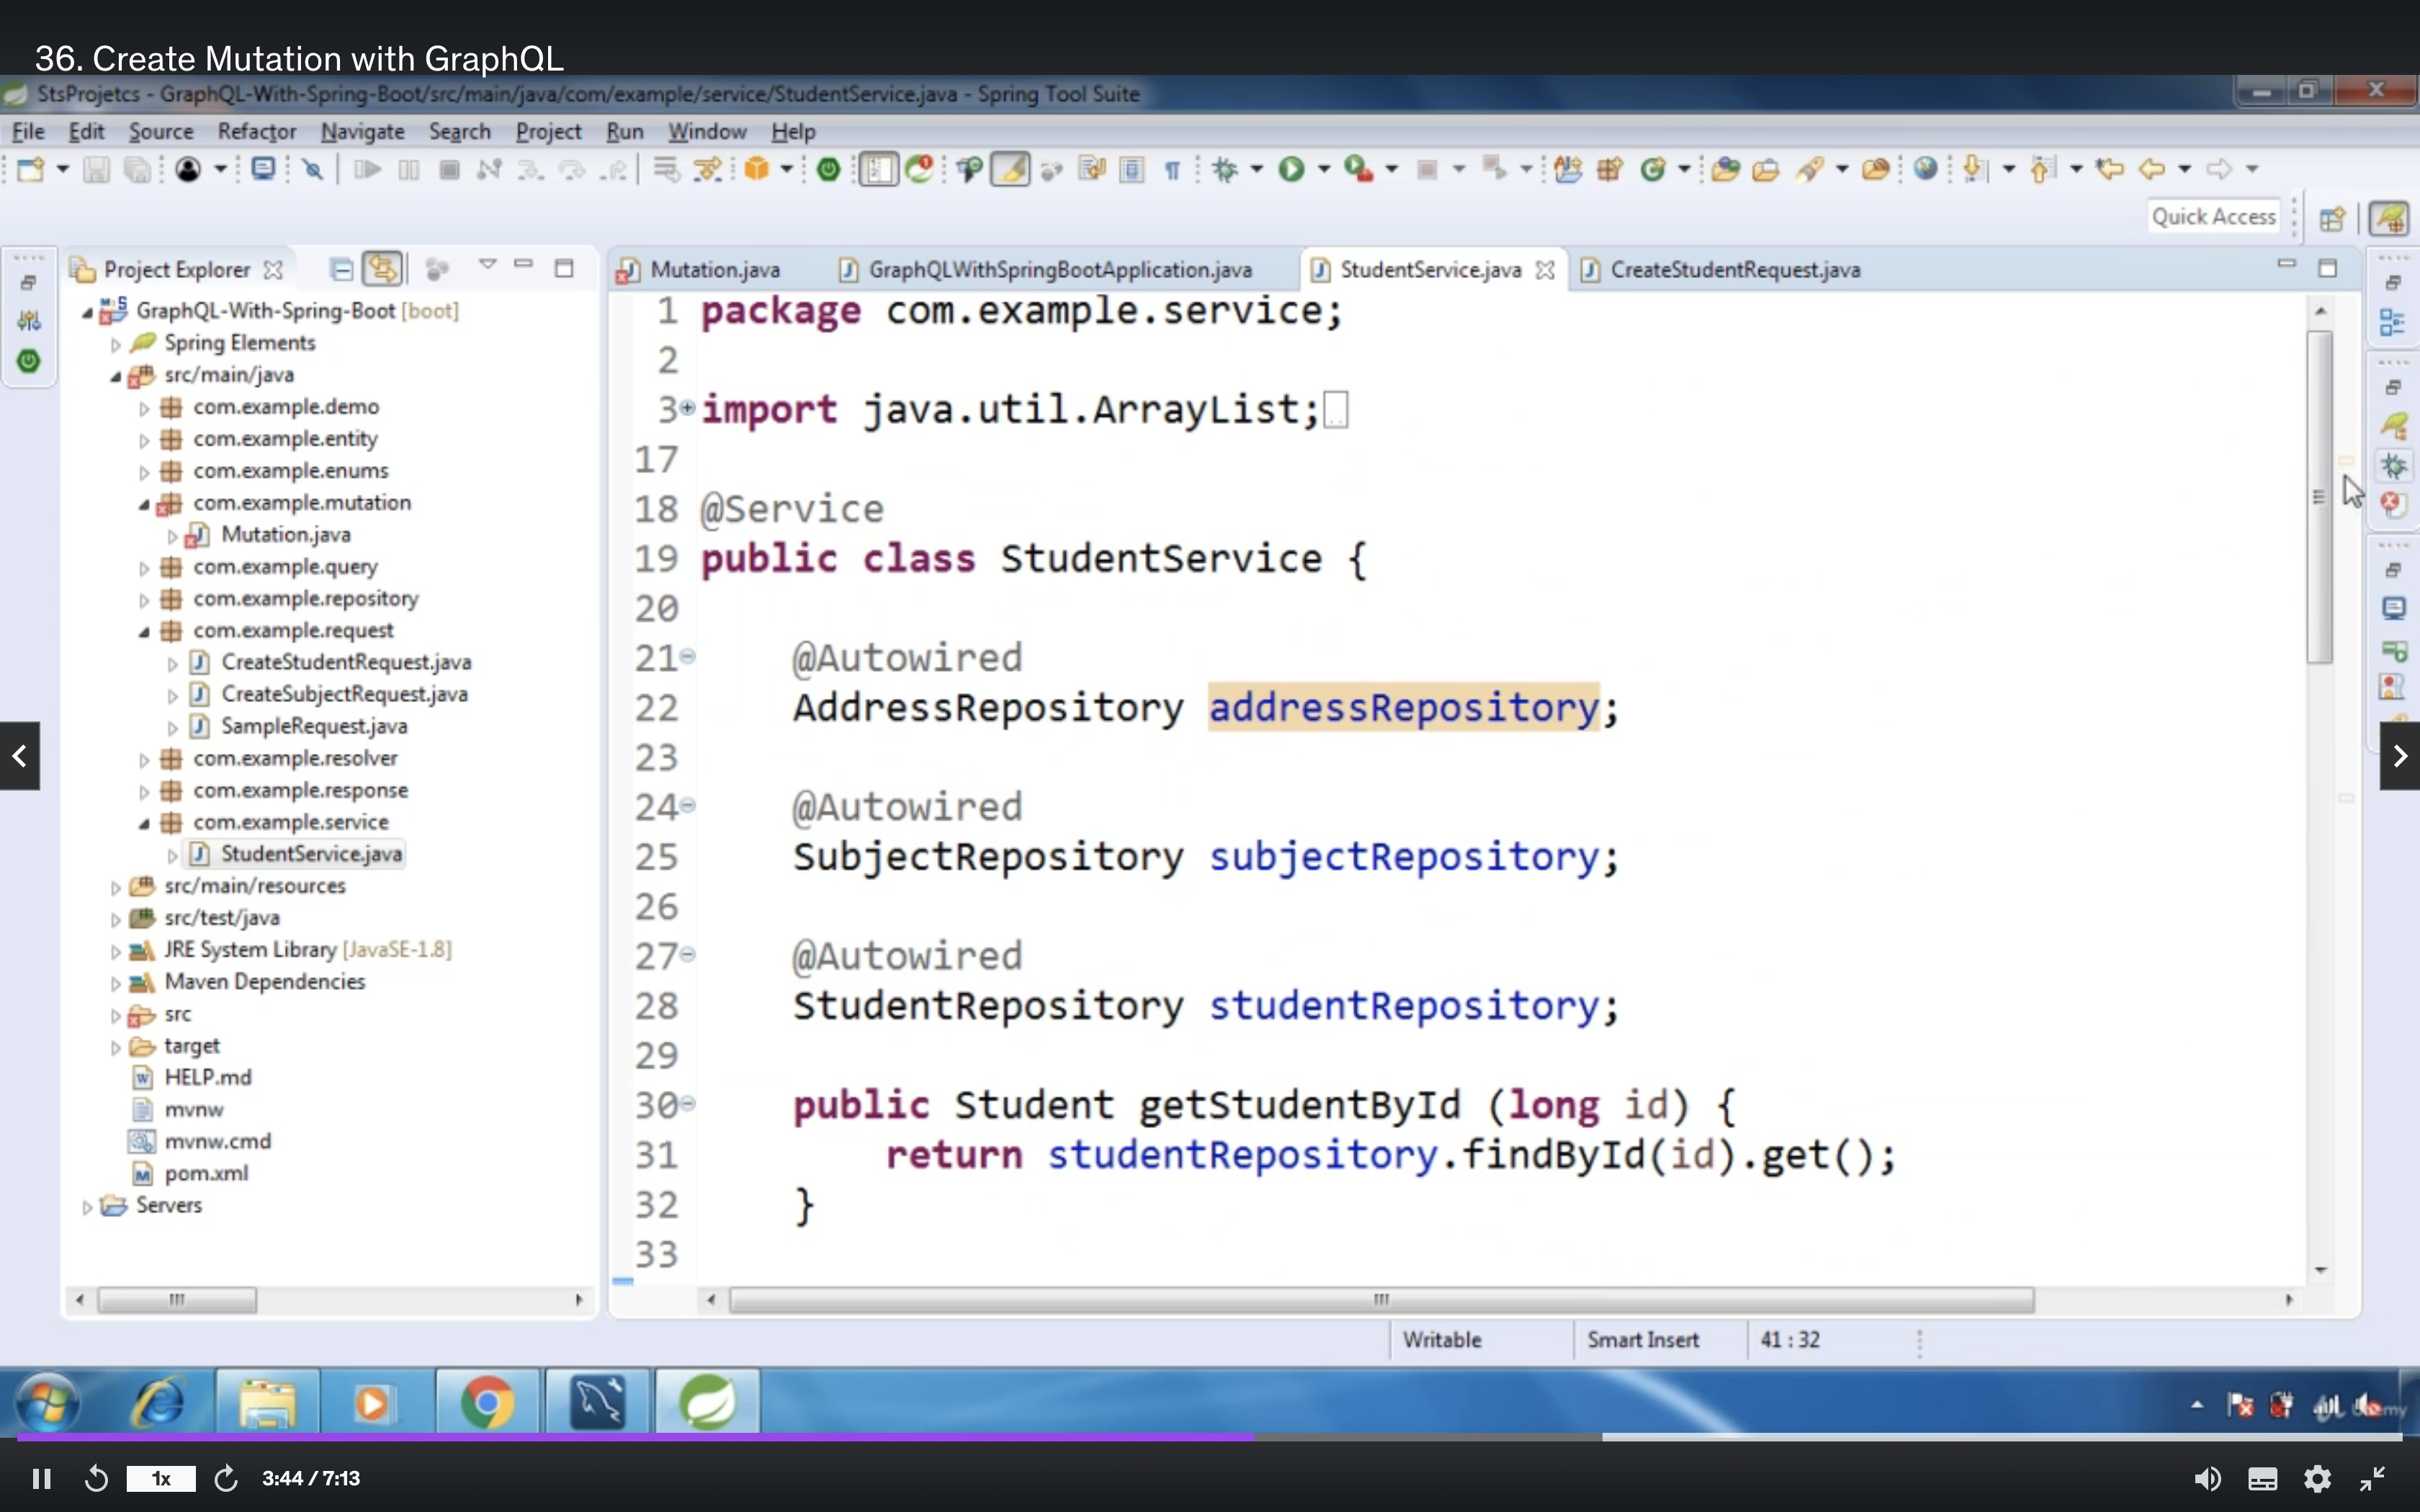 36. Create Mutation with GraphQL
StsProjetcs - GraphQL-With-Spring-Boot/src/main/java/com/example/service/StudentService.java - Spring Tool Suite
File Edit Source Refactor Navigate Search Project Run Window Help
Quick Access
Project Explorer
GraphQL-With-Spring-Boot [boot]
Spring Elements
src/main/java
com.example.demo
com.example.entity
com.example.enums
com.example.mutation
Mutation.java
com.example.query
com.example.repository
com.example.request
CreateStudentRequest.java
CreateSubjectRequest.java
SampleRequest.java
com.example.resolver
com.example.response
com.example.service
StudentService.java
src/main/resources
src/test/java
JRE System Library [JavaSE-1.8]
Maven Dependencies
src
target
HELP.md
mvnw
mvnw.cmd
pom.xml
Servers
Mutation.java GraphQLWithSpringBootApplication.java StudentService.java CreateStudentRequest.java
1 package com.example.service;
2
3 import java.util.ArrayList;
17
18 @Service
19 public class StudentService {
20
21 @Autowired
22 AddressRepository addressRepository;
23
24 @Autowired
25 SubjectRepository subjectRepository;
26
27 @Autowired
28 StudentRepository studentRepository;
29
30 public Student getStudentById (long id) {
31 return studentRepository.findById(id).get();
32 }
33
Writable Smart Insert 41 : 32
1x 3:44 / 7:13